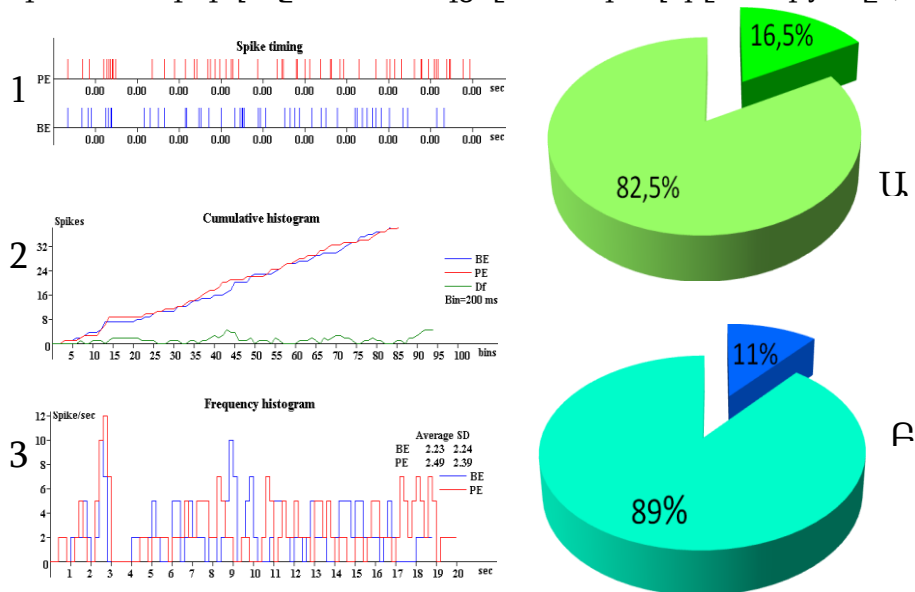 1
Spike timing
PE
0.00 0.00 0.00 0.00 0.00 0.00 0.00 0.00 0.00 0.00 sec
BE
0.00 0.00 0.00 0.00 0.00 0.00 0.00 0.00 0.00 0.00 sec
2
Spikes
Cumulative histogram
32
24
16
8
0
BE
PE
Df
Bin=200 ms
5 10 15 20 25 30 35 40 45 50 55 60 65 70 75 80 85 90 95 100 bins
3
Spike/sec
Frequency histogram
12
10
8
6
4
2
0
Average SD
BE 2.23 2.24
PE 2.49 2.39
BE
PE
1 2 3 4 5 6 7 8 9 10 11 12 13 14 15 16 17 18 19 20 sec
16,5%
82,5%
Ա
11%
89%
Բ